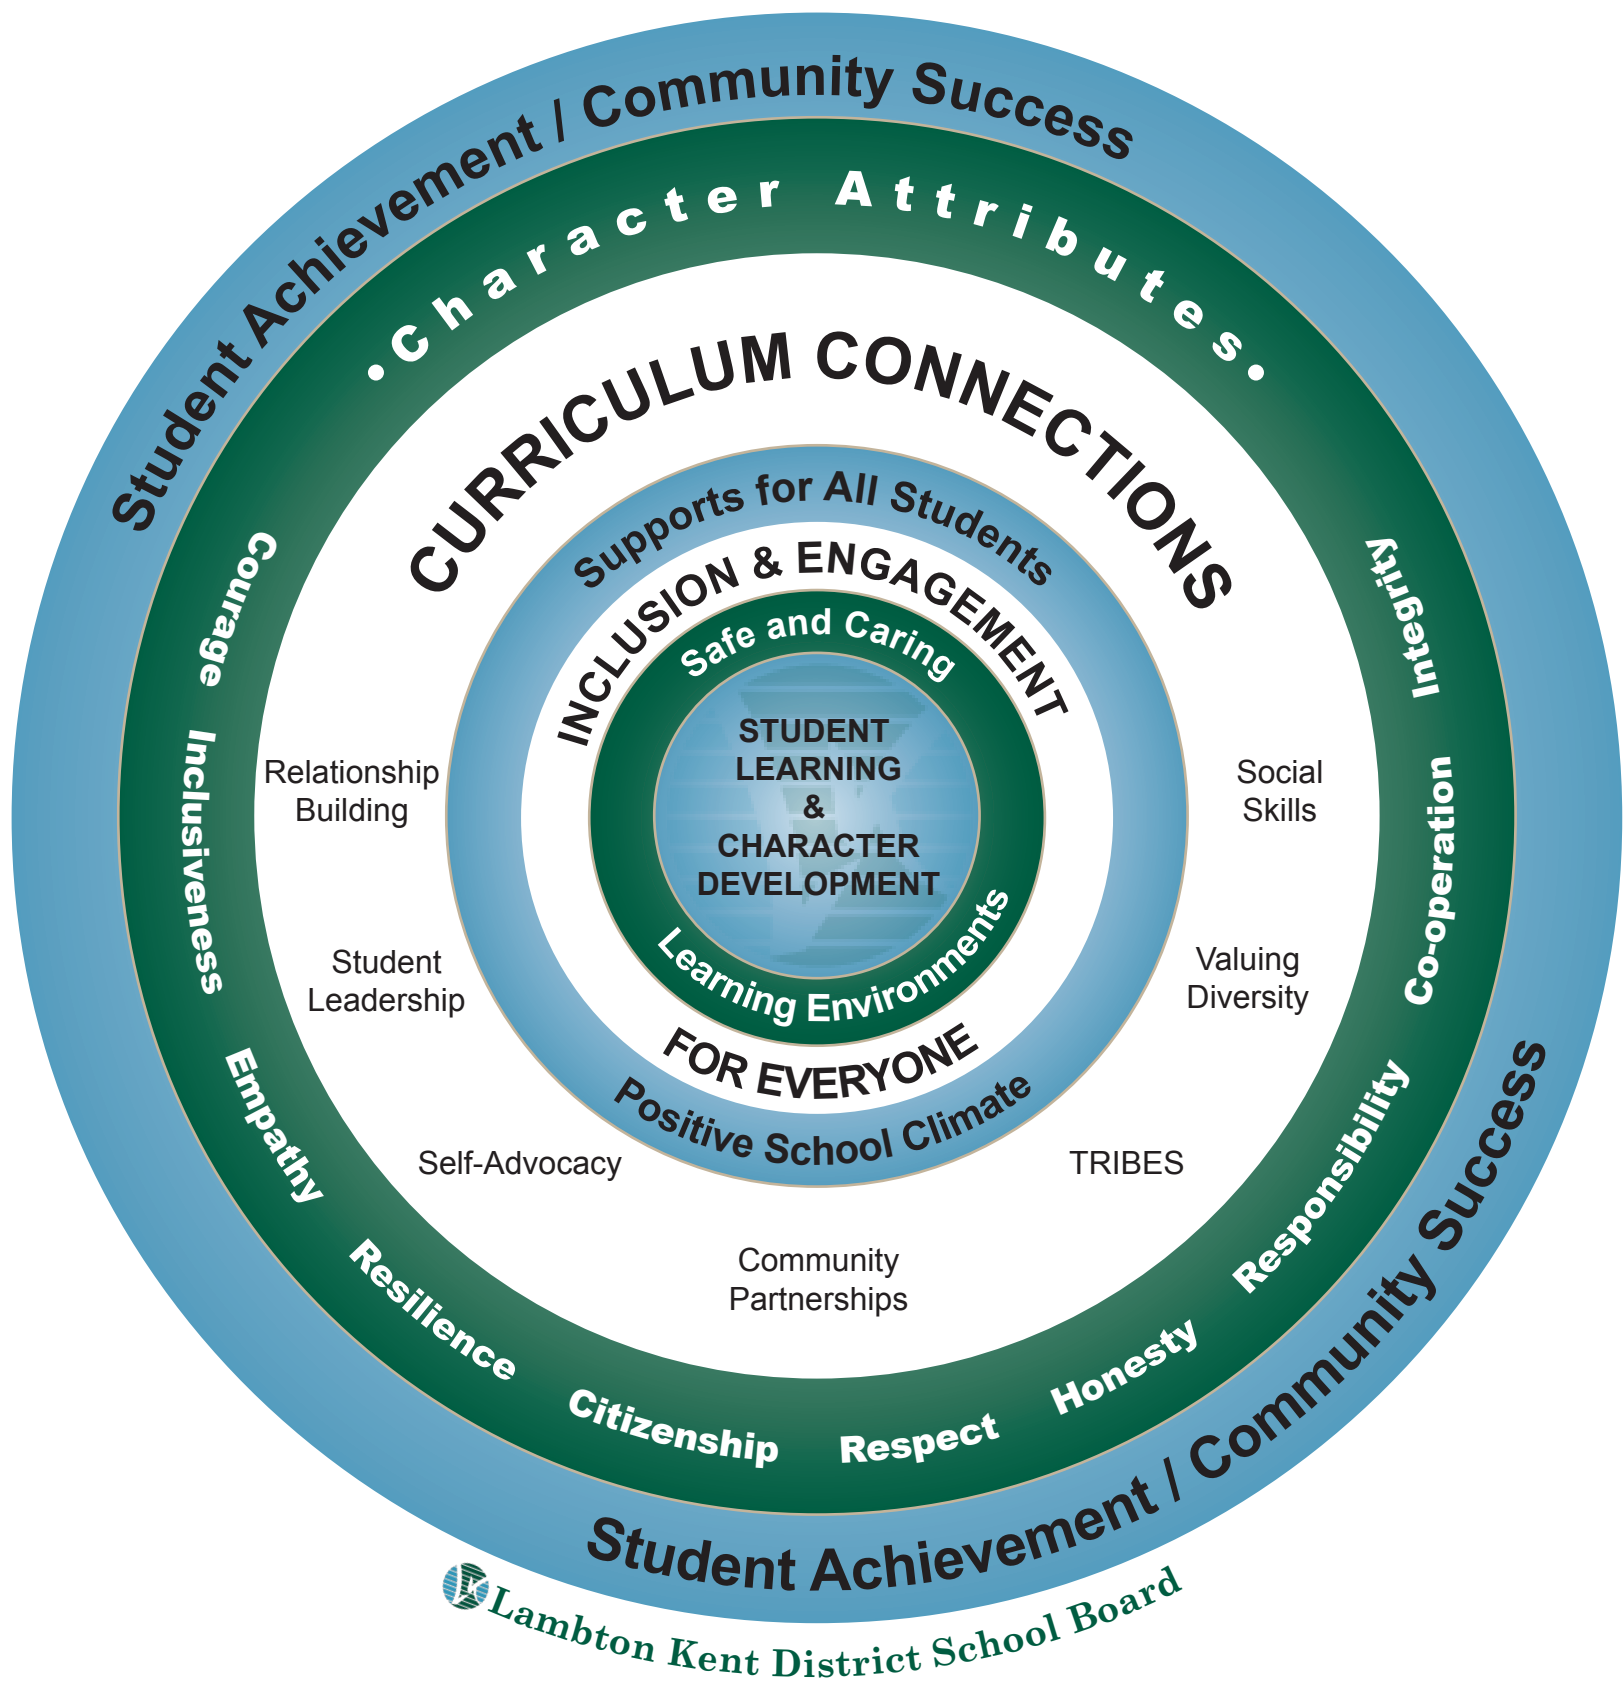 Student Achievement / Community Success
•Character Attributes•
CURRICULUM CONNECTIONS
Supports for All Students
INCLUSION & ENGAGEMENT
Safe and Caring
STUDENT
LEARNING
&
CHARACTER
DEVELOPMENT
Learning Environments
FOR EVERYONE
Positive School Climate
Relationship
Building
Student
Leadership
Self-Advocacy
Community
Partnerships
TRIBES
Valuing
Diversity
Social
Skills
Courage
Inclusiveness
Empathy
Resilience
Citizenship
Respect
Honesty
Responsibility
Co-operation
Integrity
Student Achievement / Community Success
Lambton Kent District School Board